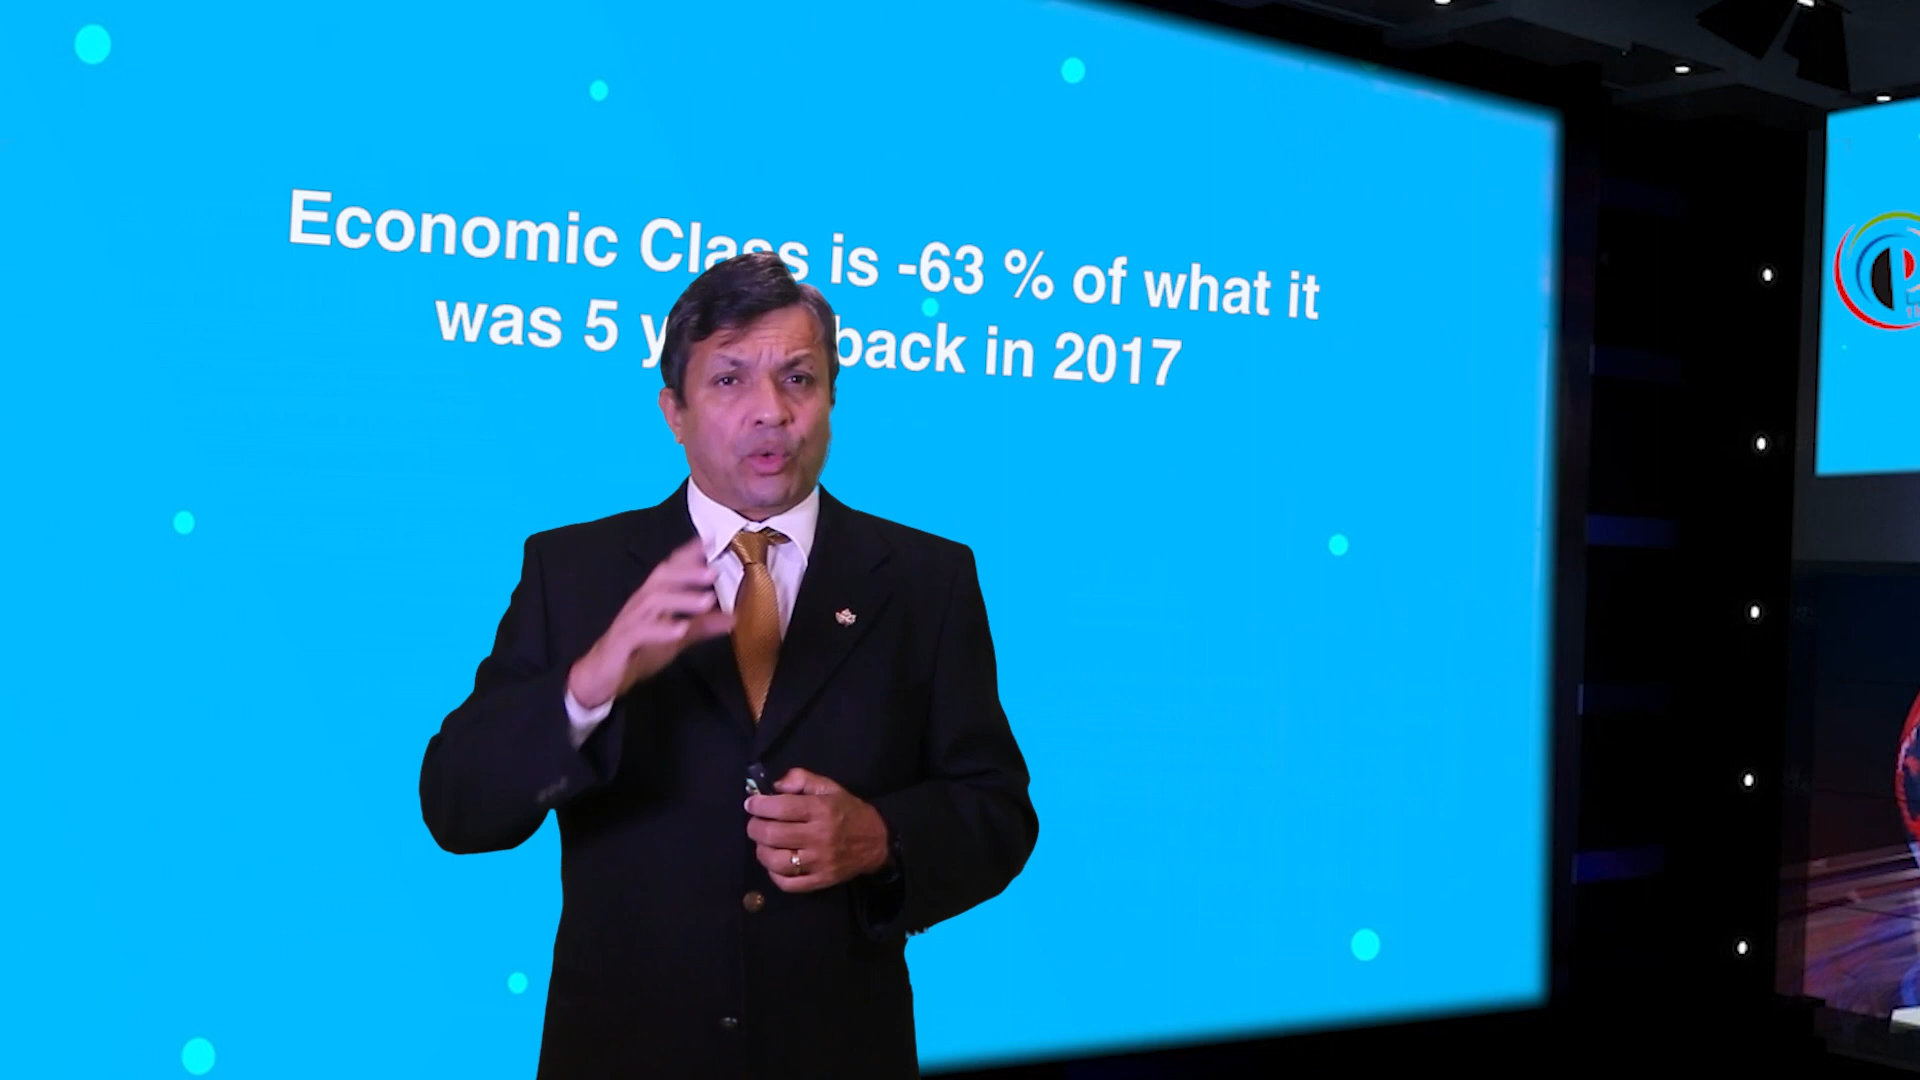 Economic Class is -63 % of what it
was 5 back in 2017